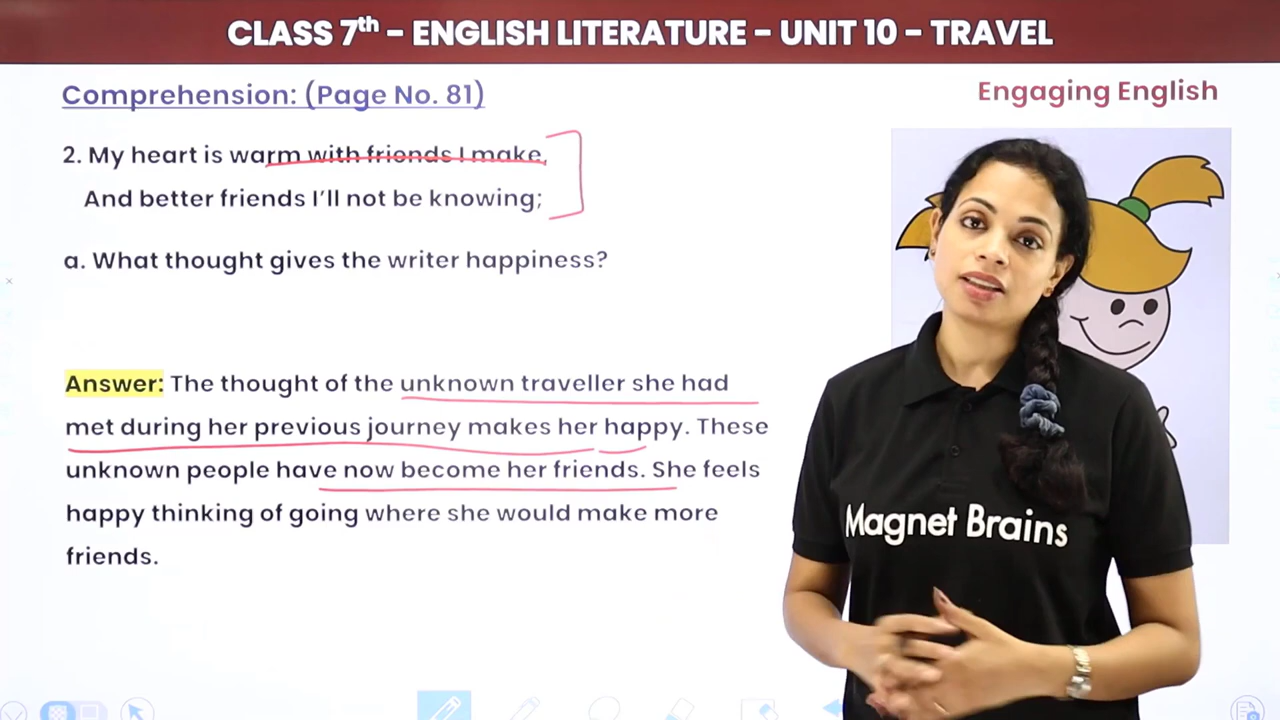 CLASS 7th – ENGLISH LITERATURE – UNIT 10 – TRAVEL
Comprehension: (Page No. 81)
Engaging English
2. My heart is warm with friends I make,
And better friends I’ll not be knowing;
a. What thought gives the writer happiness?
Answer: The thought of the unknown traveller she had
met during her previous journey makes her happy. These
unknown people have now become her friends. She feels
happy thinking of going where she would make more
friends.
Magnet Brains